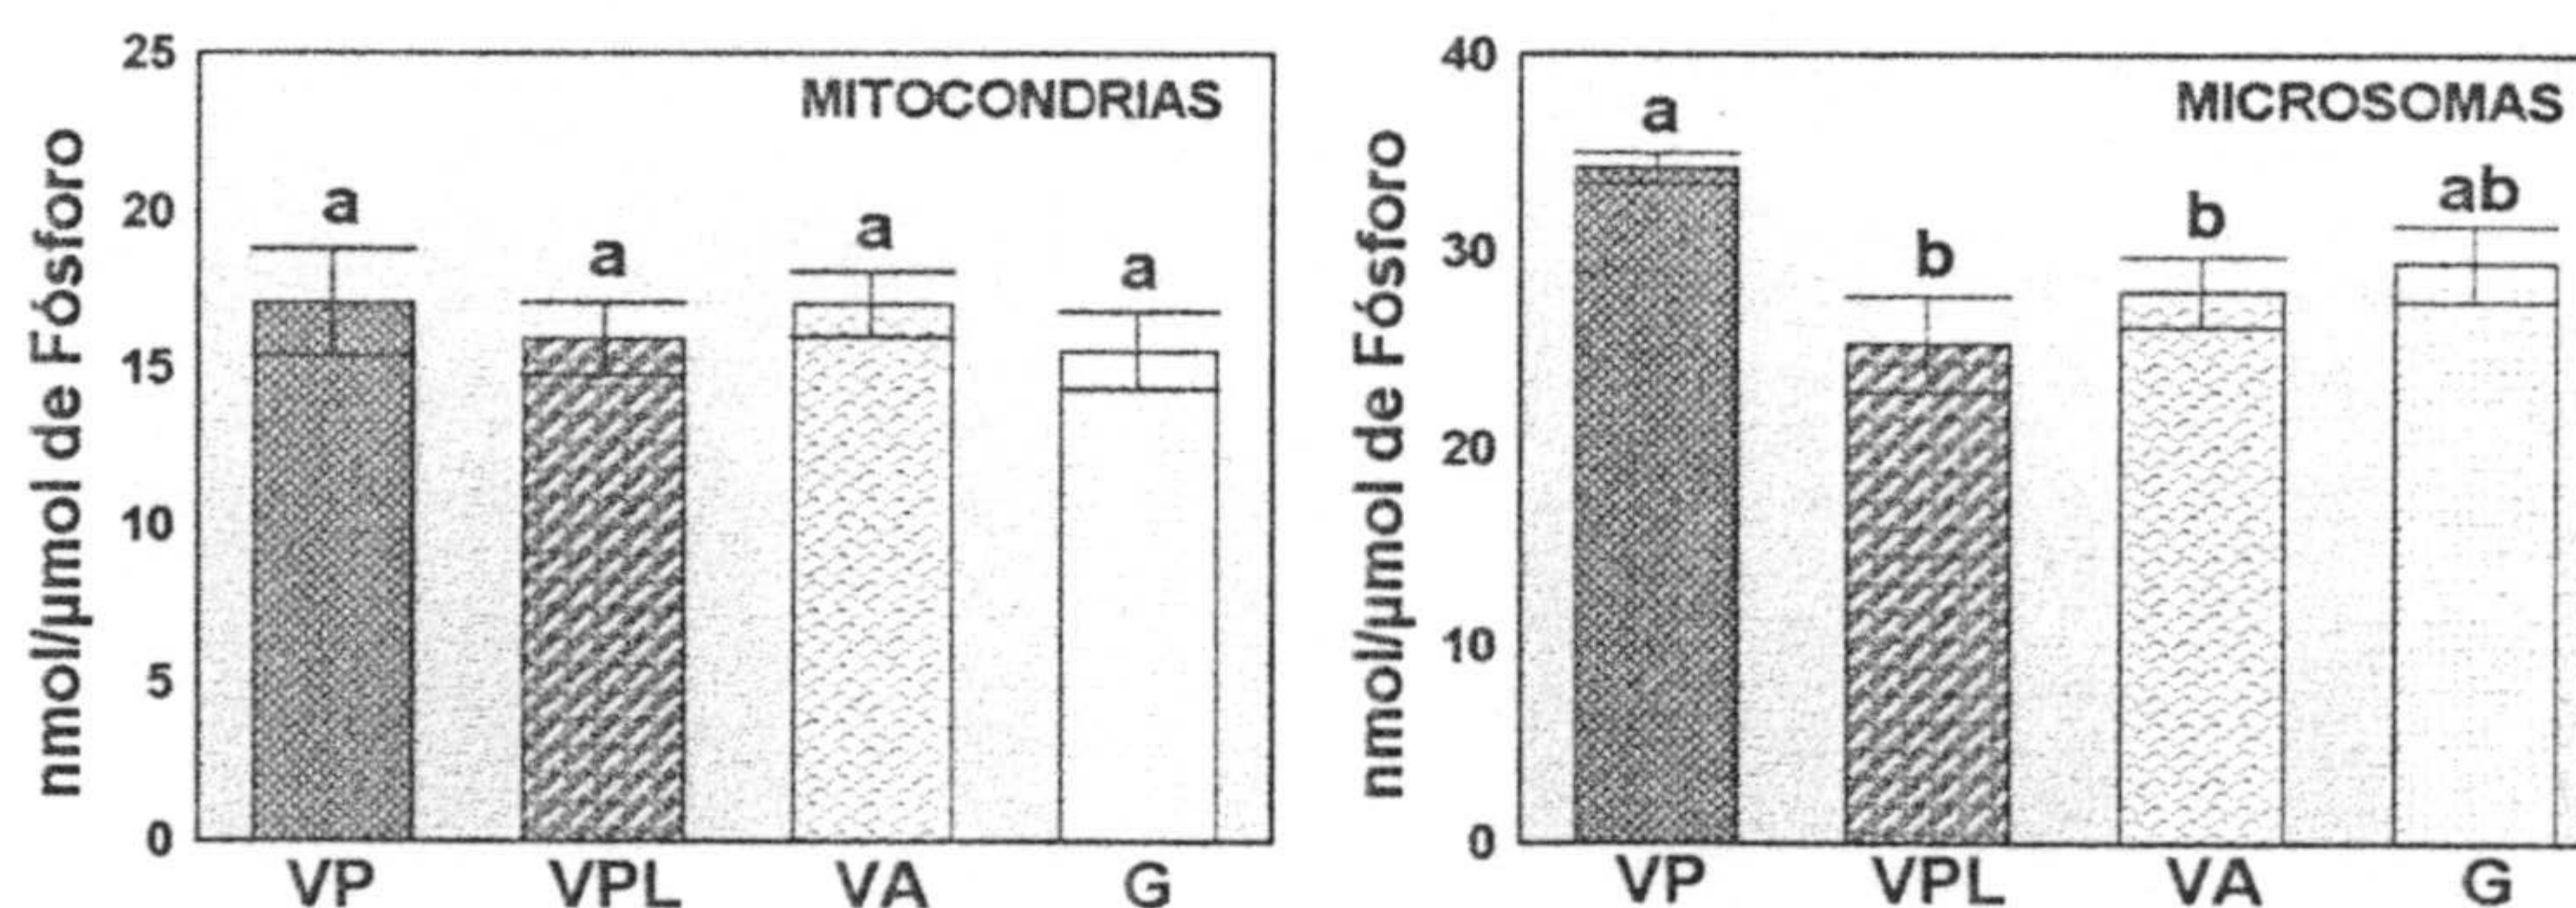 nmol/µmol de Fósforo
25
20
15
10
5
0
MITOCONDRIAS
a
a
a
a
VP
VPL
VA
G
nmol/µmol de Fósforo
40
30
20
10
0
MICROSOMAS
a
b
b
ab
VP
VPL
VA
G